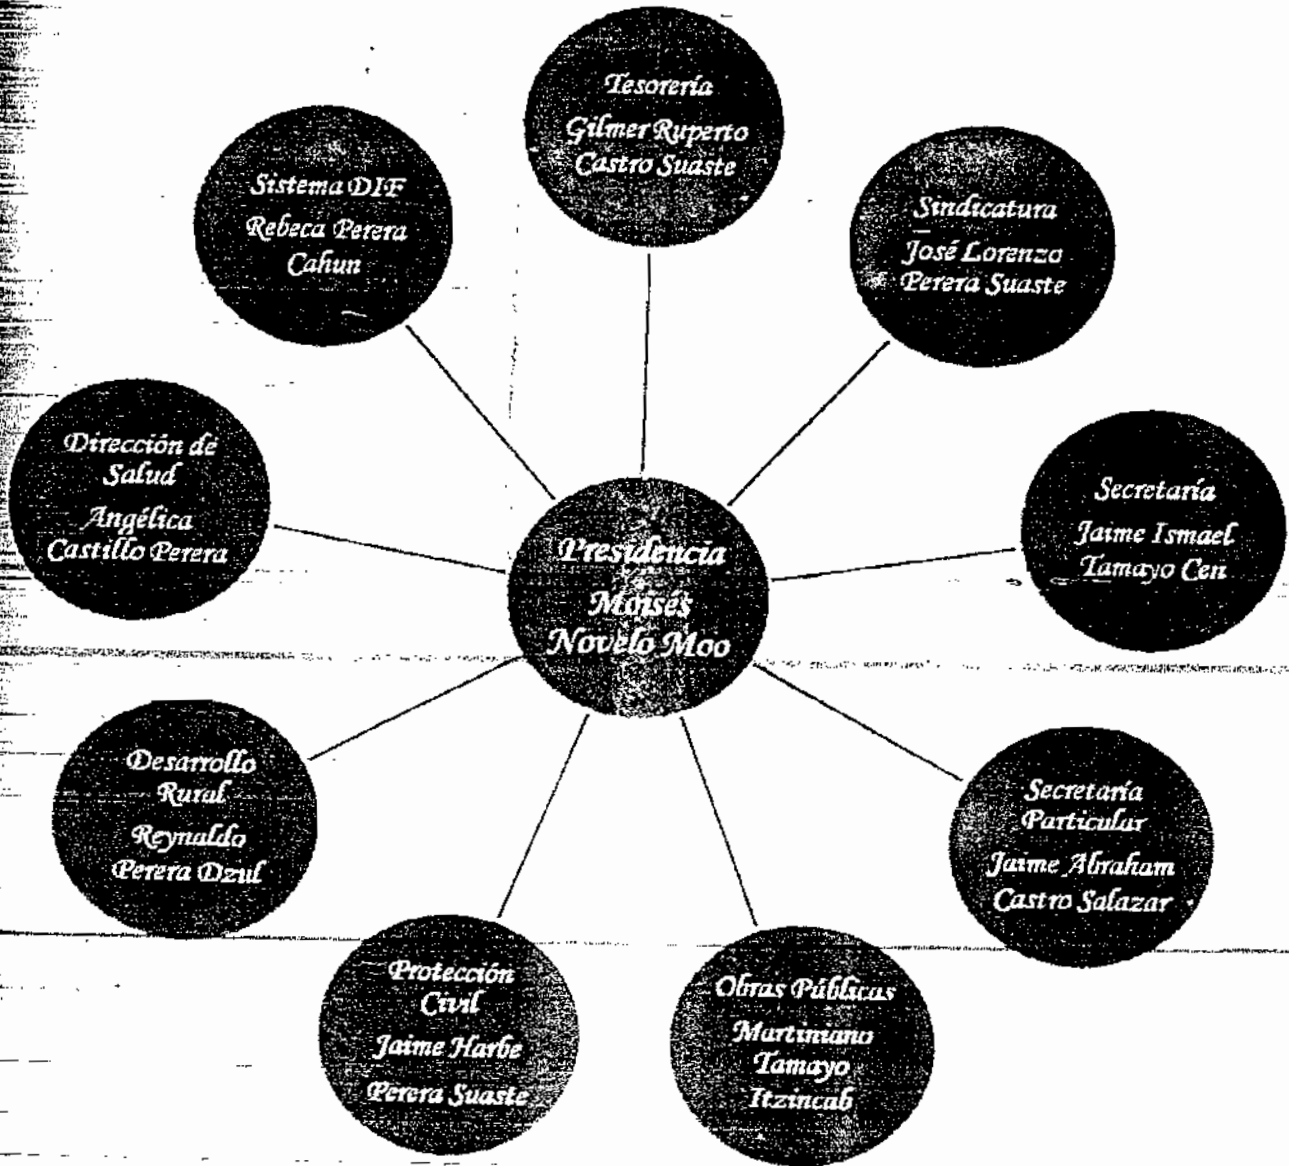 Tesorería
Gilmer Ruperto
Castro Suaste
Sindicatura
José Lorenzo
Perera Suaste
Secretaría
Jaime Ismael
Tamayo Cen
Secretaría
Particular
Jaime Abraham
Castro Salazar
Obras Públicas
Martiniano
Tamayo
Itzincab
Protección
Civil
Jaime Harbe
Perera Suaste
Desarrollo
Rural
Reynaldo
Perera Dzul
Dirección de
Salud
Angélica
Castillo Perera
Sistema DIF
Rebeca Perera
Cahun
Presidencia
Moisés
Novelo Moo